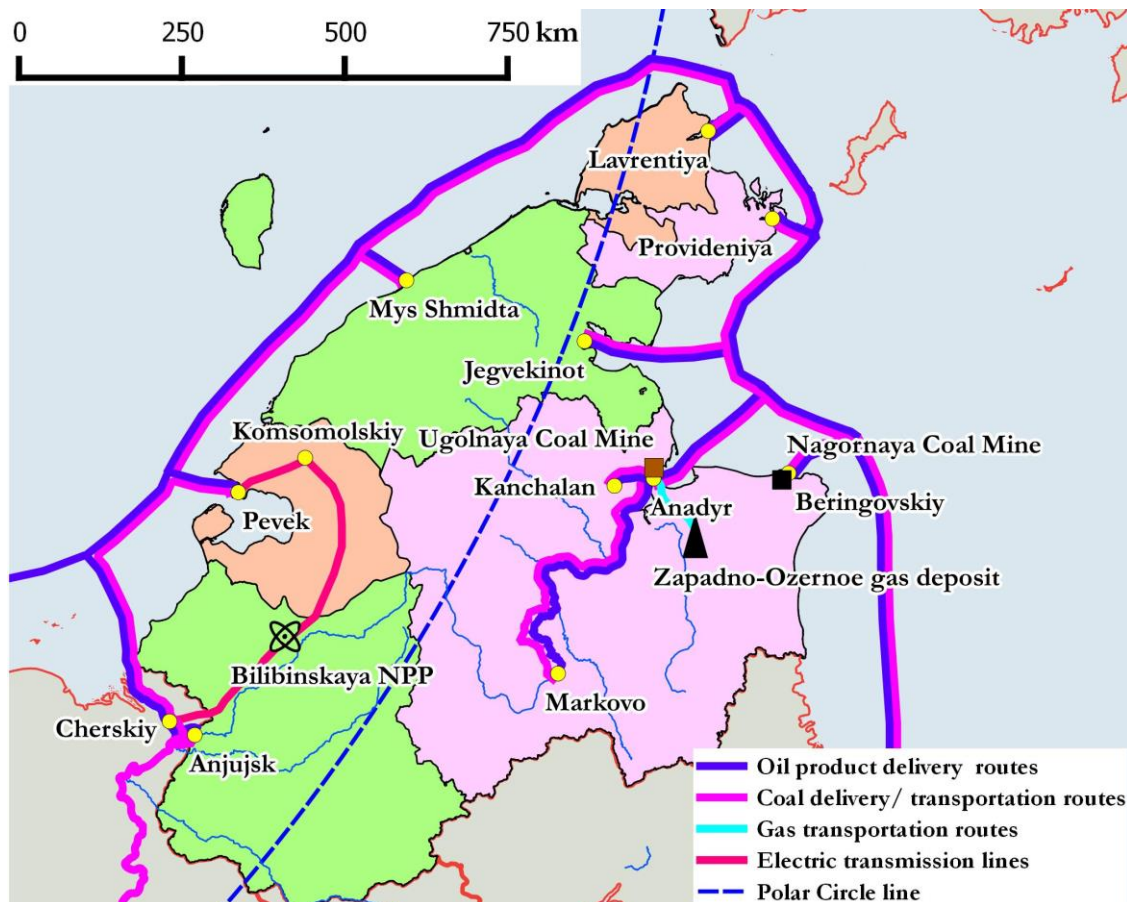 0 250 500 750 km
Lavrentiya
Provideniya
Mys Shmidta
Jegvekinot
Komsomolskiy
Ugolnaya Coal Mine
Nagornaya Coal Mine
Kanchalan
Anadyr
Beringovskiy
Pevek
Zapadno-Ozernoe gas deposit
Bilibinskaya NPP
Markovo
Cherskiy
Anjujsk
Oil product delivery routes
Coal delivery/ transportation routes
Gas transportation routes
Electric transmission lines
Polar Circle line